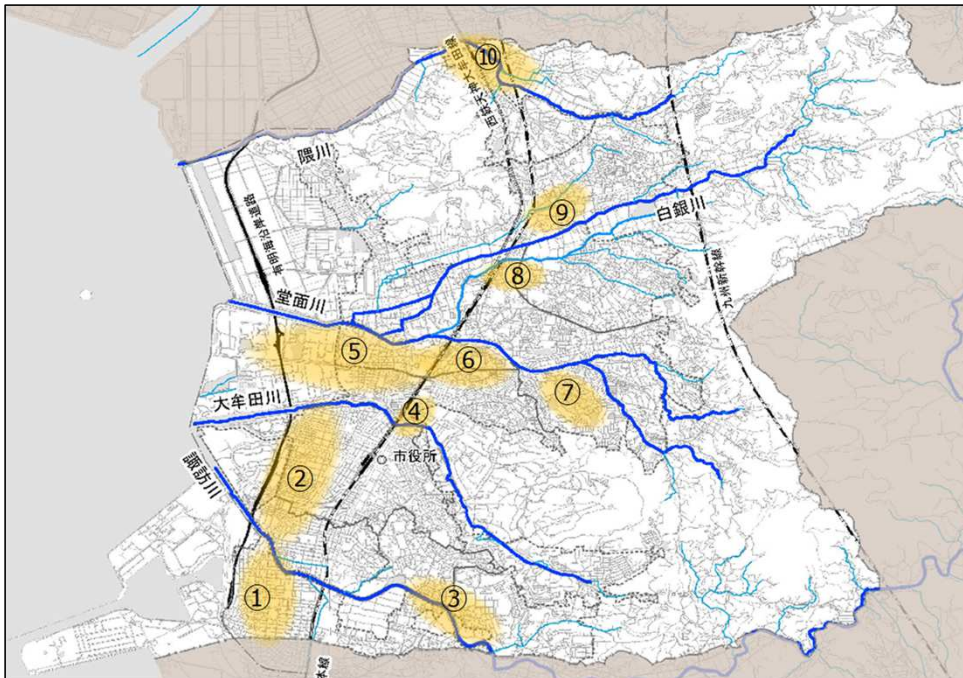 ⑩
西鉄天神大牟田線
隈川
有明海沿岸道路
⑨
白銀川
⑧
九州新幹線
堂面川
⑤
⑥
⑦
大牟田川
④
市役所
②
諏訪川
①
③
本線